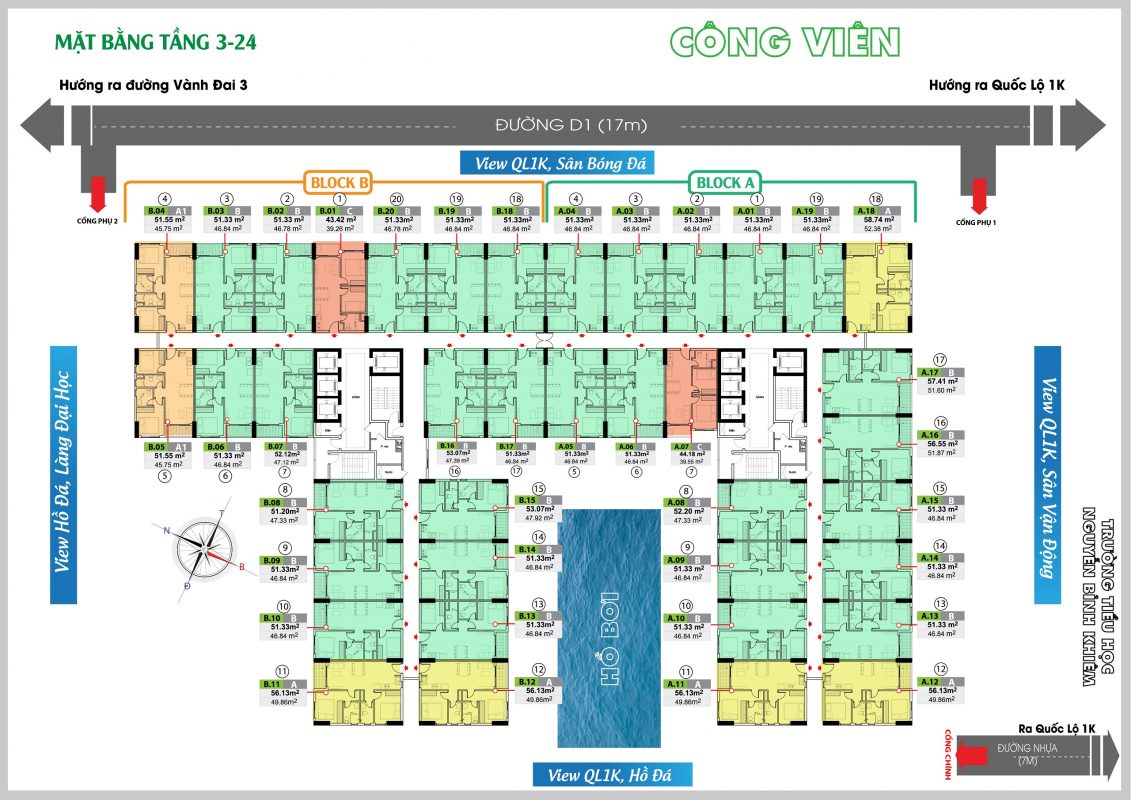 MẶT BẰNG TẦNG 3-24
CÔNG VIÊN
Hướng ra đường Vành Đai 3
Hướng ra Quốc Lộ 1K
ĐƯỜNG D1 (17m)
View QL1K, Sân Bóng Đá
CỔNG PHỤ 2
CỔNG PHỤ 1
BLOCK B
BLOCK A
4
B.04 A1
51.55 m²
45.75 m²
3
B.03 B
51.33 m²
46.84 m²
2
B.02 B
51.33 m²
46.78 m²
1
B.01 C
43.42 m²
39.26 m²
20
B.20 B
51.33m²
46.78 m²
19
B.19 B
51.33m²
46.84 m²
18
B.18 B
51.33m²
46.84 m²
4
A.04 B
51.33m²
46.84 m²
3
A.03 B
51.33m²
46.84 m²
2
A.02 B
51.33m²
46.84 m²
1
A.01 B
51.33m²
46.84 m²
19
A.19 B
51.33m²
46.84 m²
18
A.18 A
58.74 m²
52.38 m²
B.05 A1
51.55 m²
45.75 m²
5
B.06 B
51.33 m²
46.84 m²
6
B.07 B
52.12m²
47.12 m²
7
B.16 B
53.07m²
47.39 m²
16
B.17 B
51.33m²
46.84 m²
17
A.05 B
51.33m²
46.84 m²
5
A.06 B
51.33m²
46.84 m²
6
A.07 C
44.18 m²
39.55 m²
7
17
A.17 B
57.41 m²
51.60 m²
16
A.16 B
56.55 m²
51.87 m²
15
A.15 B
51.33 m²
46.84 m²
14
A.14 B
51.33 m²
46.84 m²
13
A.13 B
51.33 m²
46.84 m²
12
A.12 A
56.13m²
49.86m²
8
B.08 B
51.20m²
47.33 m²
9
B.09 B
51.33m²
46.84 m²
10
B.10 B
51.33m²
46.84 m²
11
B.11 A
56.13m²
49.86m²
15
B.15 B
53.07m²
47.92 m²
14
B.14 B
51.33m²
46.84 m²
13
B.13 B
51.33m²
46.84 m²
12
B.12 A
56.13m²
49.86m²
8
A.08 B
52.20 m²
47.33 m²
9
A.09 B
51.33 m²
46.84 m²
10
A.10 B
51.33 m²
46.84 m²
11
A.11 A
56.13m²
49.86m²
HỒ BƠI
View Hồ Đá, Làng Đại Học
View QL1K, Sân Vận Động
TRƯỜNG TIỂU HỌC
NGUYỄN BỈNH KHIÊM
T
N
B
Đ
View QL1K, Hồ Đá
Ra Quốc Lộ 1K
CỔNG CHÍNH
ĐƯỜNG NHỰA
(7M)